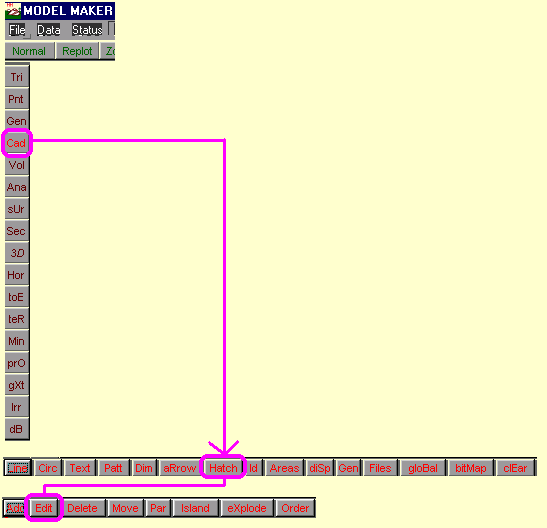 MODEL MAKER
File Data Status
Normal Replot Zo
Tri
Pnt
Gen
Cad
Vol
Ana
sUr
Sec
3D
Hor
toE
teR
Min
prO
gXt
Irr
dB
Line Circ Text Patt Dim aRrow Hatch Id Areas diSp Gen Files gloBal bitMap clEar
Add Edit Delete Move Par Island eXplode Order